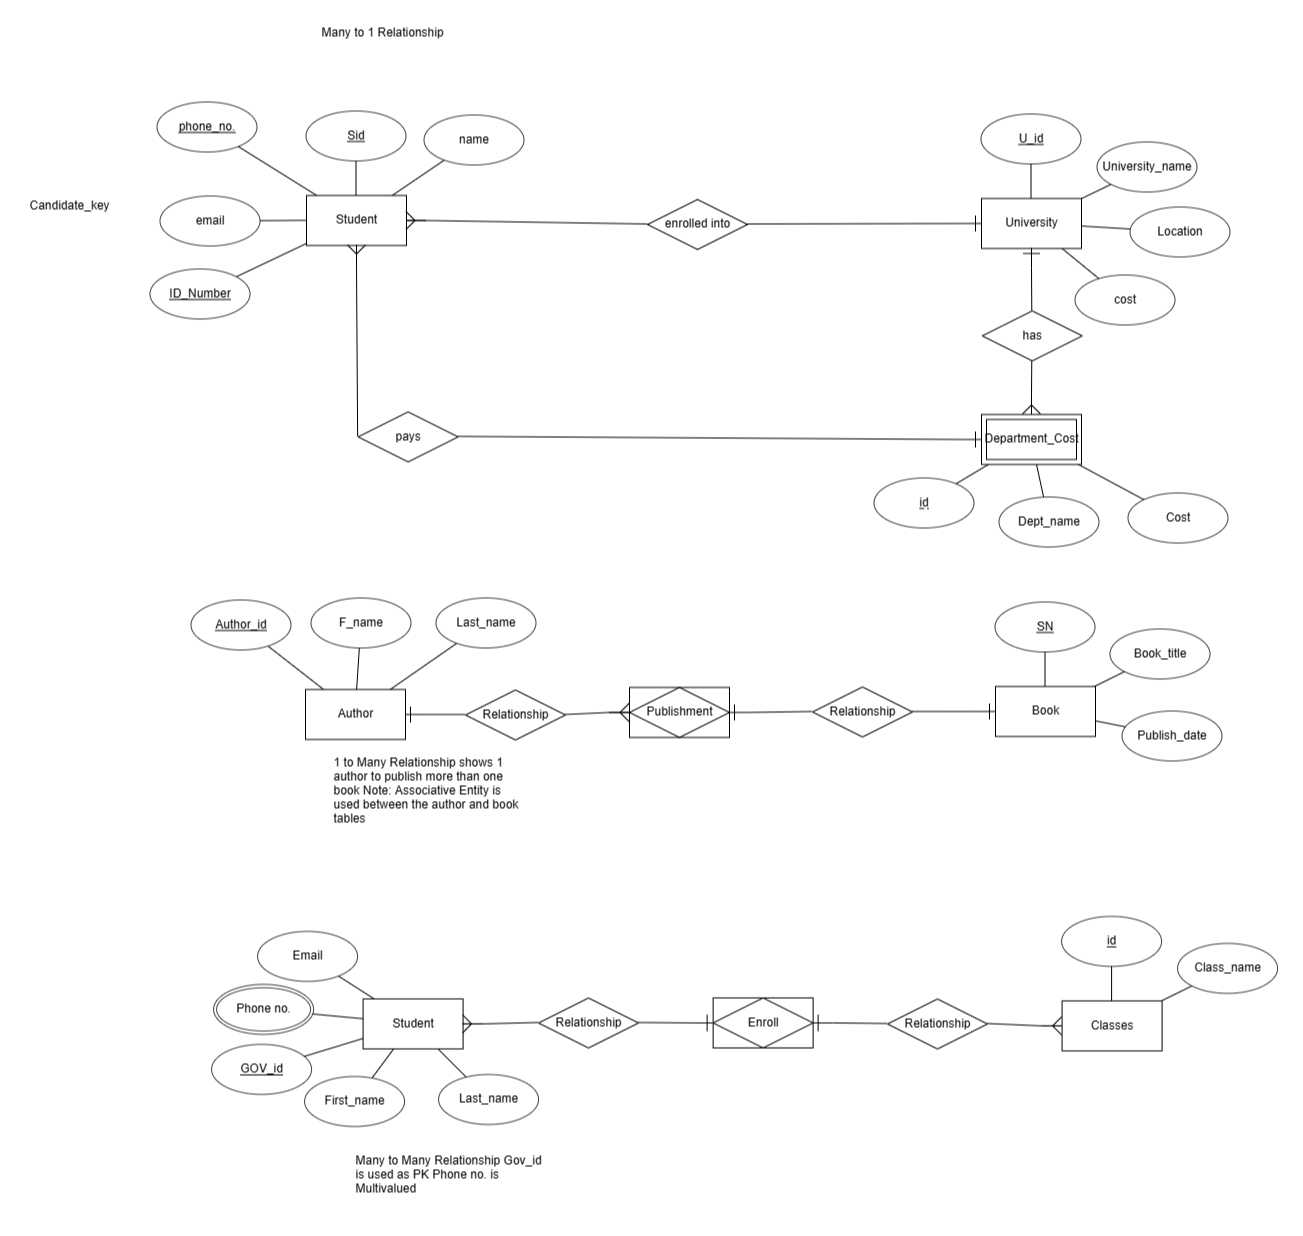 Many to 1 Relationship
phone_no.
Sid
name
U_id
University_name
Candidate_key
email
Student
enrolled into
University
Location
ID_Number
cost
has
pays
Department_Cost
id
Dept_name
Cost
Author_id
F_name
Last_name
SN
Book_title
Author
Relationship
Publishment
Relationship
Book
Publish_date
1 to Many Relationship shows 1
author to publish more than one
book Note: Associative Entity is
used between the author and book
tables
Email
id
Class_name
Phone no.
Student
Relationship
Enroll
Relationship
Classes
GOV_id
First_name
Last_name
Many to Many Relationship Gov_id
is used as PK Phone no. is
Multivalued